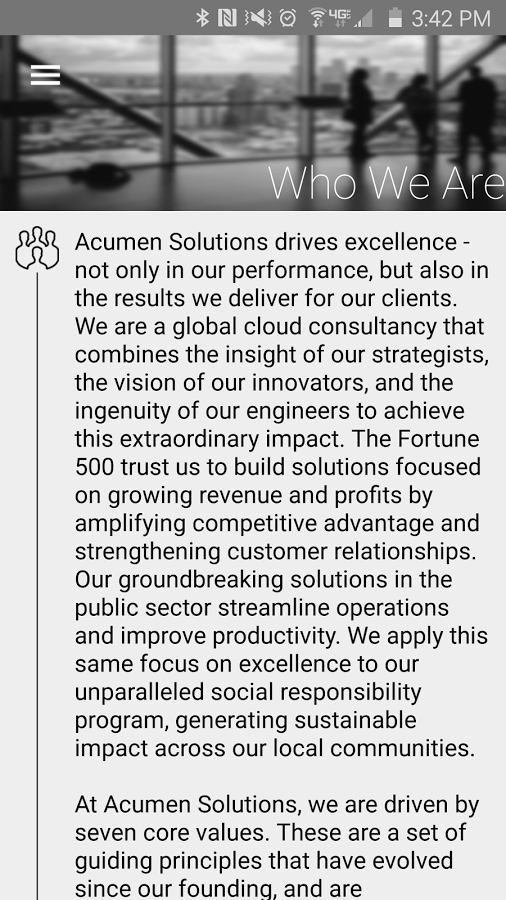 4GE 3:42 PM
Who We Are
Acumen Solutions drives excellence -
not only in our performance, but also in
the results we deliver for our clients.
We are a global cloud consultancy that
combines the insight of our strategists,
the vision of our innovators, and the
ingenuity of our engineers to achieve
this extraordinary impact. The Fortune
500 trust us to build solutions focused
on growing revenue and profits by
amplifying competitive advantage and
strengthening customer relationships.
Our groundbreaking solutions in the
public sector streamline operations
and improve productivity. We apply this
same focus on excellence to our
unparalleled social responsibility
program, generating sustainable
impact across our local communities.
At Acumen Solutions, we are driven by
seven core values. These are a set of
guiding principles that have evolved
since our founding, and are